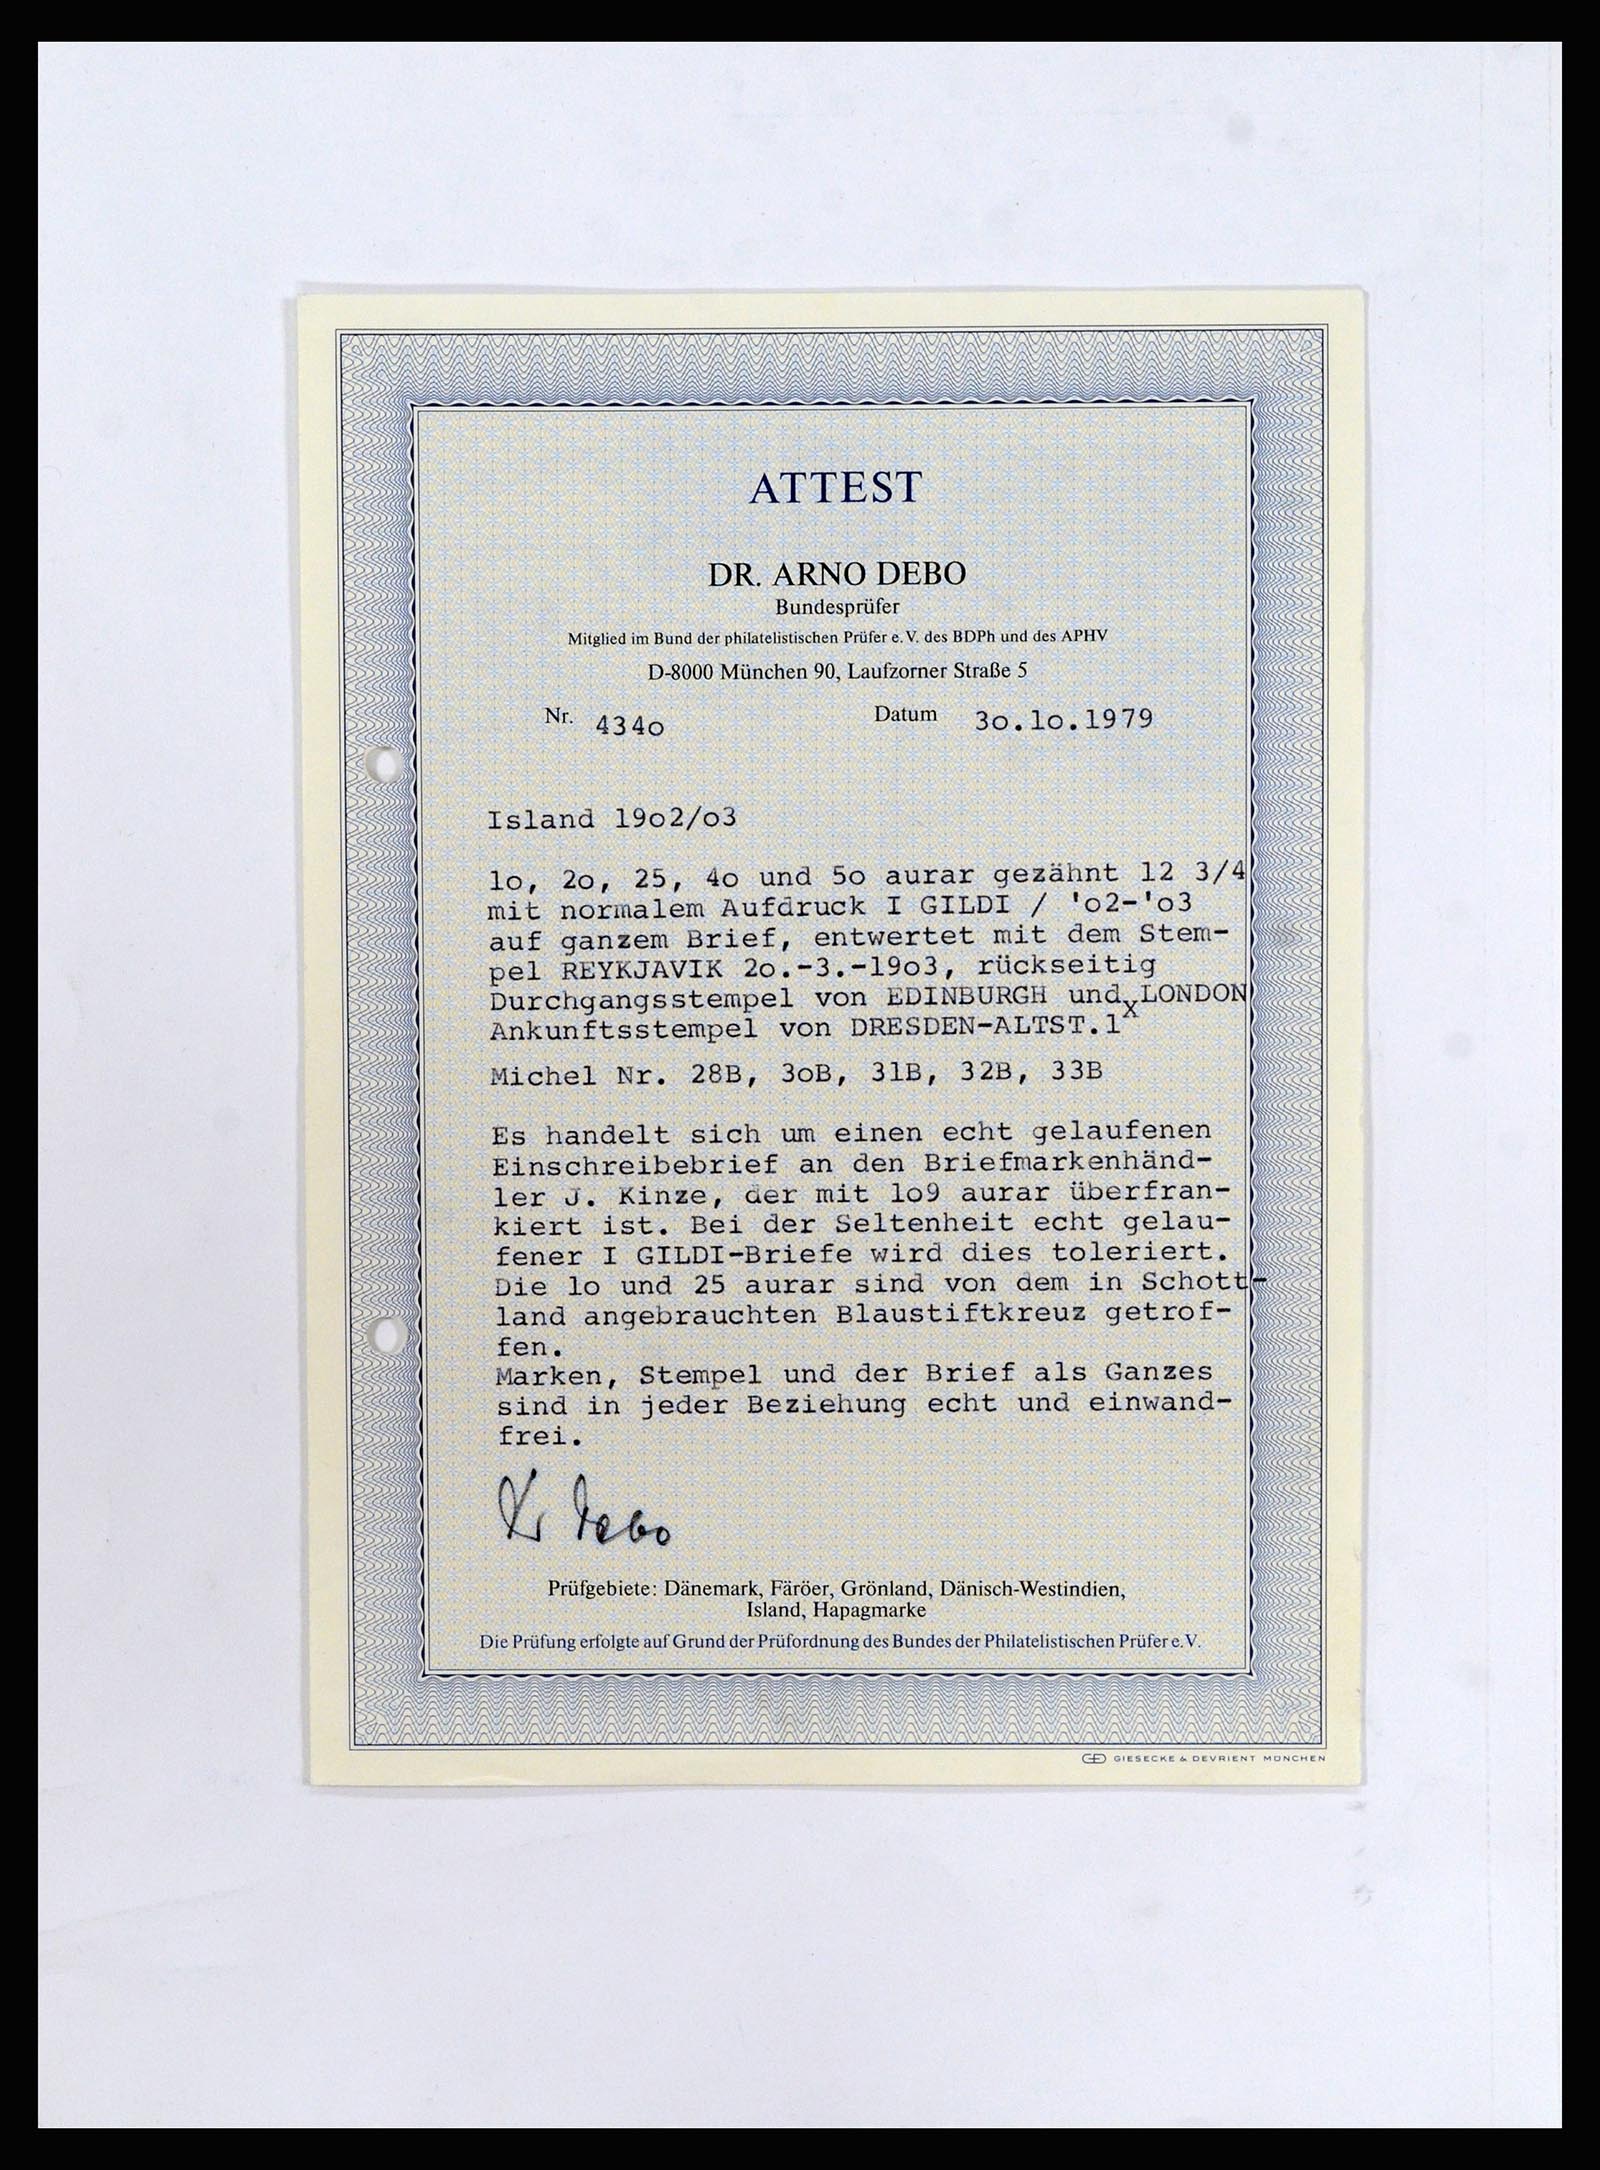 ATTEST
DR. ARNO DEBO
Bundesprüfer
Mitglied im Bund der philatelistischen Prüfer e. V. des BDPh und des APHV
D-8000 München 90, Laufzorner Straße 5
Nr. 434o Datum 3o.1o.1979
Island 19o2/o3
1o, 2o, 25, 4o und 5o aurar gezähnt 12 3/4
mit normalem Aufdruck I GILDI / 'o2-'o3
auf ganzem Brief, entwertet mit dem Stem-
pel REYKJAVIK 2o.-3.-19o3, rückseitig
Durchgangsstempel von EDINBURGH und LONDON
Ankunftsstempel von DRESDEN-ALTST.1 x
Michel Nr. 28B, 3oB, 31B, 32B, 33B
Es handelt sich um einen echt gelaufenen
Einschreibebrief an den Briefmarkenhänd-
ler J. Kinze, der mit 1o9 aurar überfran-
kiert ist. Bei der Seltenheit echt gelau-
fener I GILDI-Briefe wird dies toleriert.
Die 1o und 25 aurar sind von dem in Schott-
land angebrauchten Blaustiftkreuz getrof-
fen.
Marken, Stempel und der Brief als Ganzes
sind in jeder Beziehung echt und einwand-
frei.
Dr Debo
Prüfgebiete: Dänemark, Färöer, Grönland, Dänisch-Westindien,
Island, Hapagmarke
Die Prüfung erfolgte auf Grund der Prüfordnung des Bundes der Philatelistischen Prüfer e.V.
GIESECKE & DEVRIENT MÜNCHEN